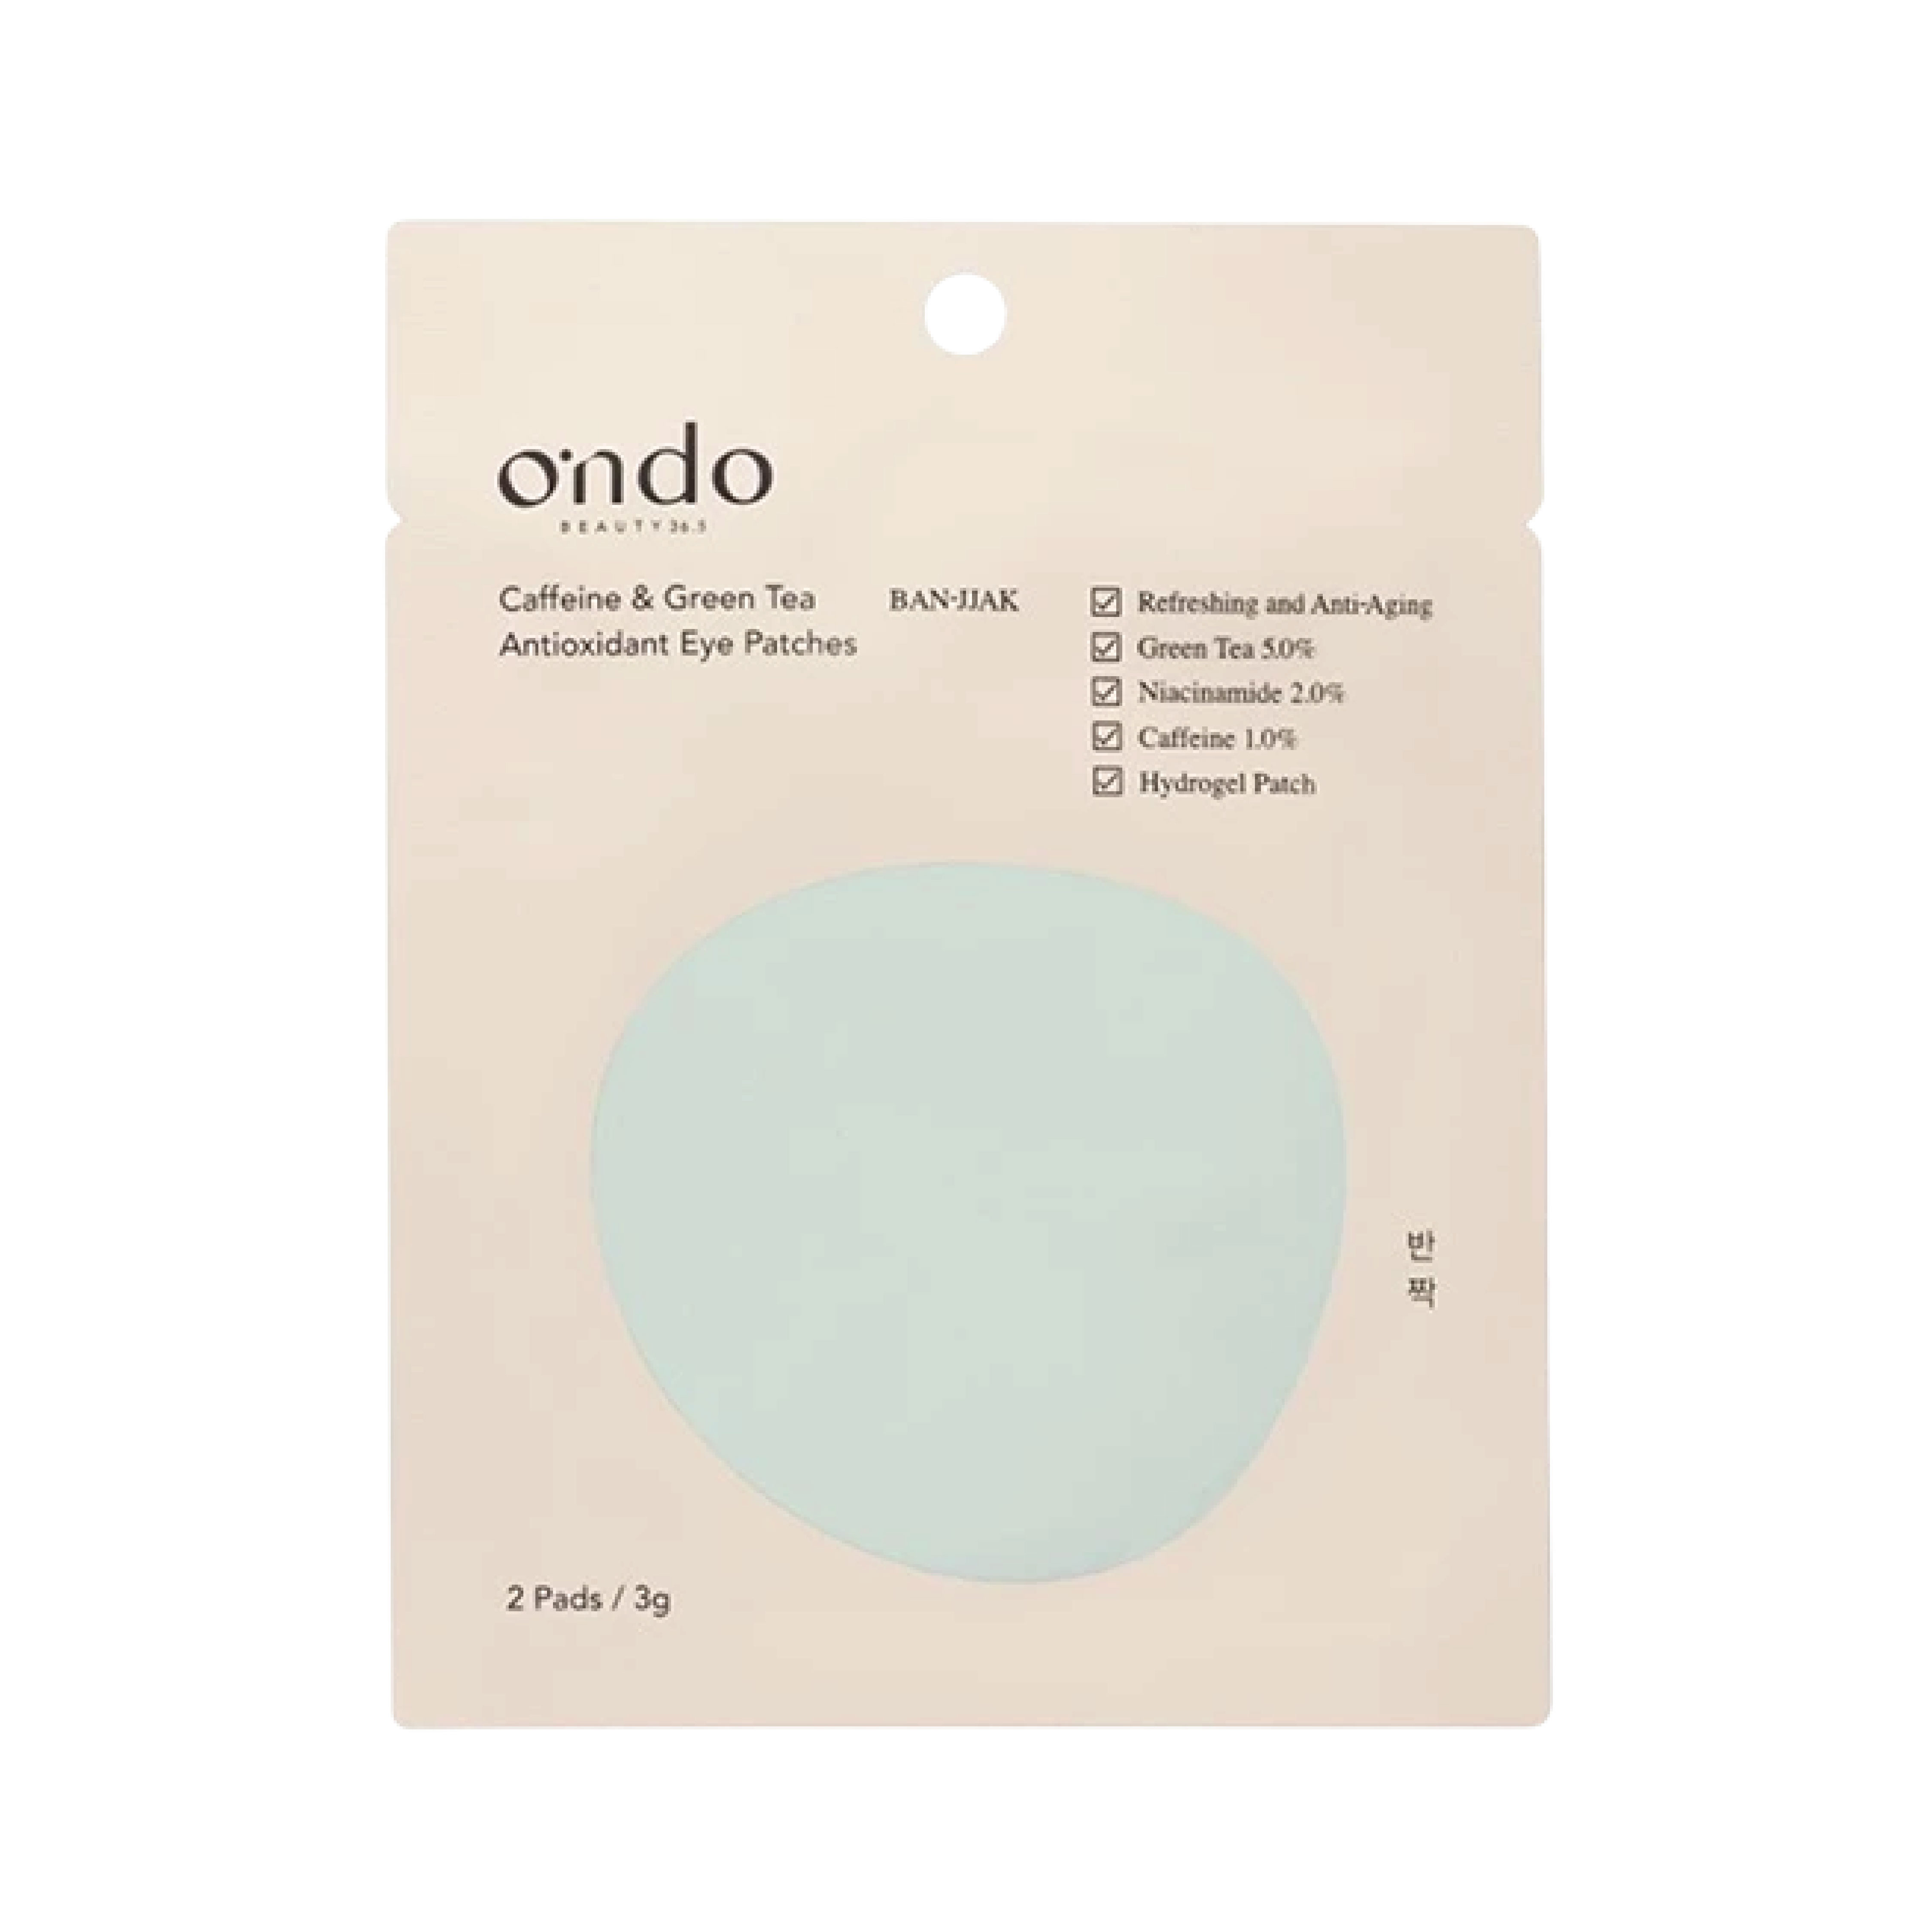 ondo
BEAUTY 36.5
Caffeine & Green Tea
Antioxidant Eye Patches
BAN-JJAK
☑ Refreshing and Anti-Aging
☑ Green Tea 5.0%
☑ Niacinamide 2.0%
☑ Caffeine 1.0%
☑ Hydrogel Patch
반
짝
2 Pads / 3g